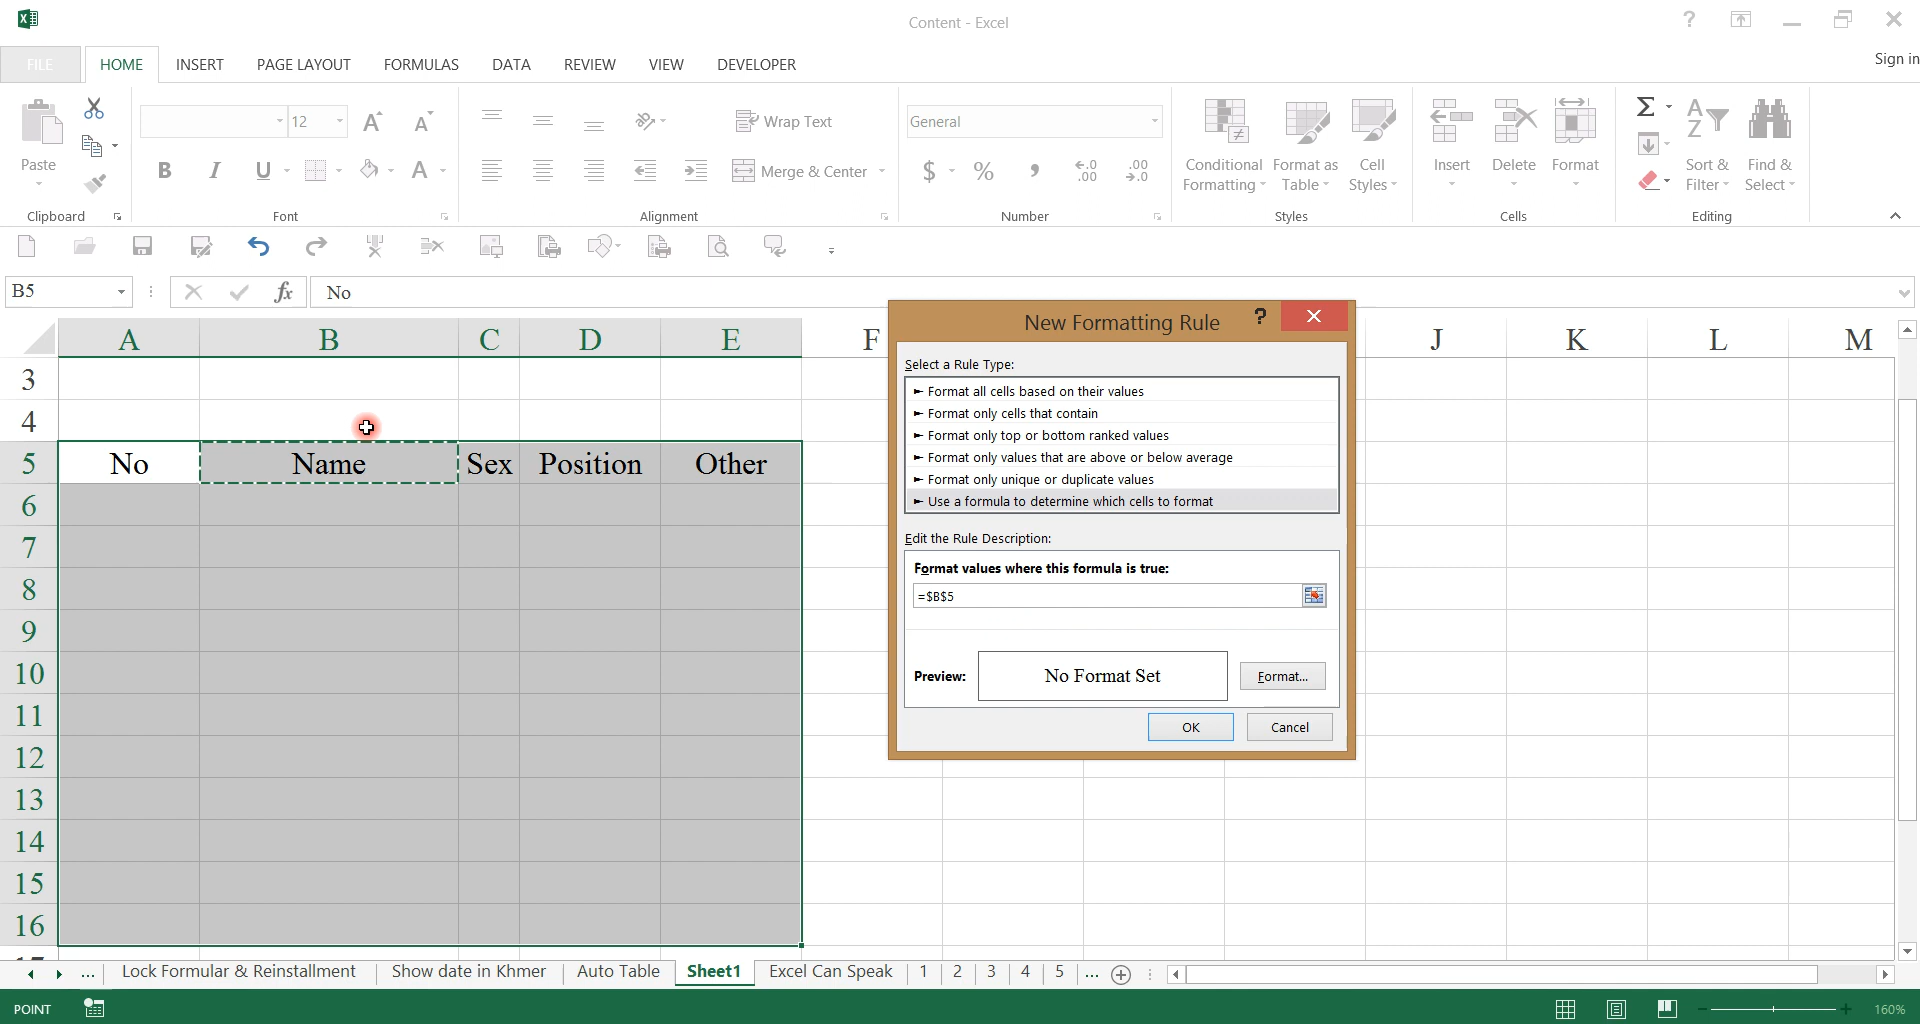 Content - Excel
? 
Sign in
FILE HOME INSERT PAGE LAYOUT FORMULAS DATA REVIEW VIEW DEVELOPER
Paste
Clipboard
12
B I U A
Font
Wrap Text
Merge & Center
Alignment
General
$ % , ←.0 .00 .00 →.0
Number
Conditional Formatting
Format as Table
Cell Styles
Styles
Insert
Delete
Format
Cells
Σ
A Z
Sort & Filter
Find & Select
Editing
B5
fx
No
A B C D E F J K L M
3
4
5 No Name Sex Position Other
6
7
8
9
10
11
12
13
14
15
16
New Formatting Rule ?
Select a Rule Type:
► Format all cells based on their values
► Format only cells that contain
► Format only top or bottom ranked values
► Format only values that are above or below average
► Format only unique or duplicate values
► Use a formula to determine which cells to format
Edit the Rule Description:
Format values where this formula is true:
=$B$5
Preview: No Format Set Format...
OK Cancel
... Lock Formular & Reinstallment Show date in Khmer Auto Table Sheet1 Excel Can Speak 1 2 3 4 5 ...
POINT
160%